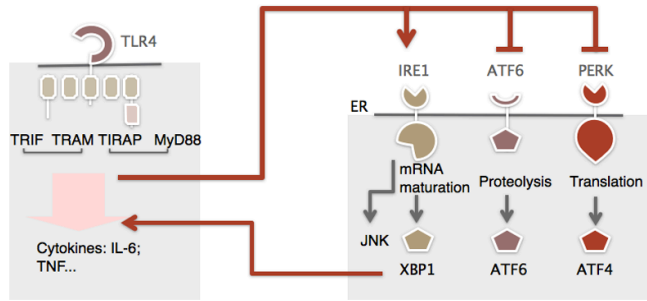 TLR4
TRIF TRAM TIRAP MyD88
Cytokines: IL-6;
TNF...
IRE1 ATF6 PERK
ER
mRNA
maturation
Proteolysis Translation
JNK
XBP1 ATF6 ATF4